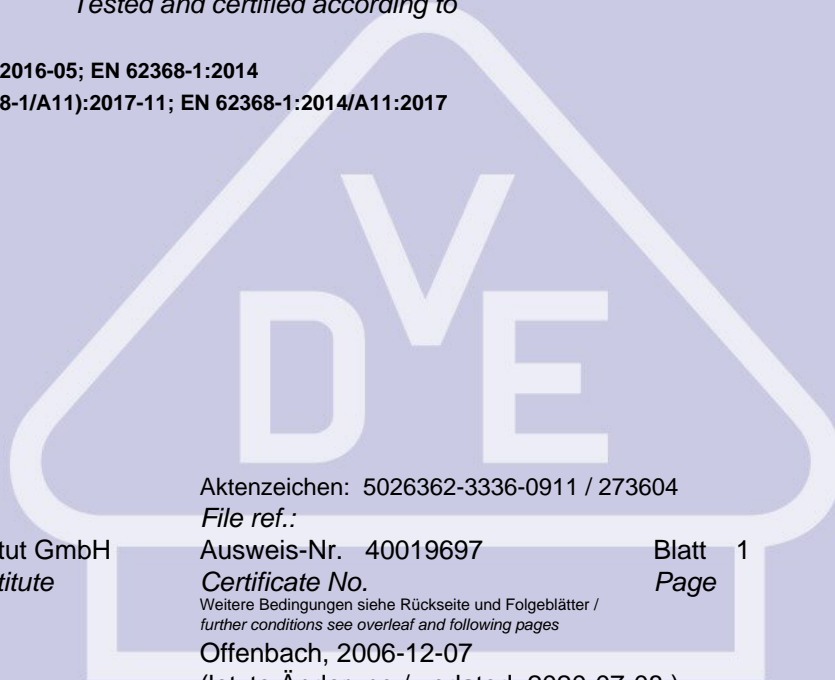 Tested and certified according to
2016-05; EN 62368-1:2014
8-1/A11):2017-11; EN 62368-1:2014/A11:2017
VDE
Aktenzeichen: 5026362-3336-0911 / 273604
File ref.:
tut GmbH Ausweis-Nr. 40019697 Blatt 1
titute Certificate No. Page
Weitere Bedingungen siehe Rückseite und Folgeblätter /
further conditions see overleaf and following pages
Offenbach, 2006-12-07